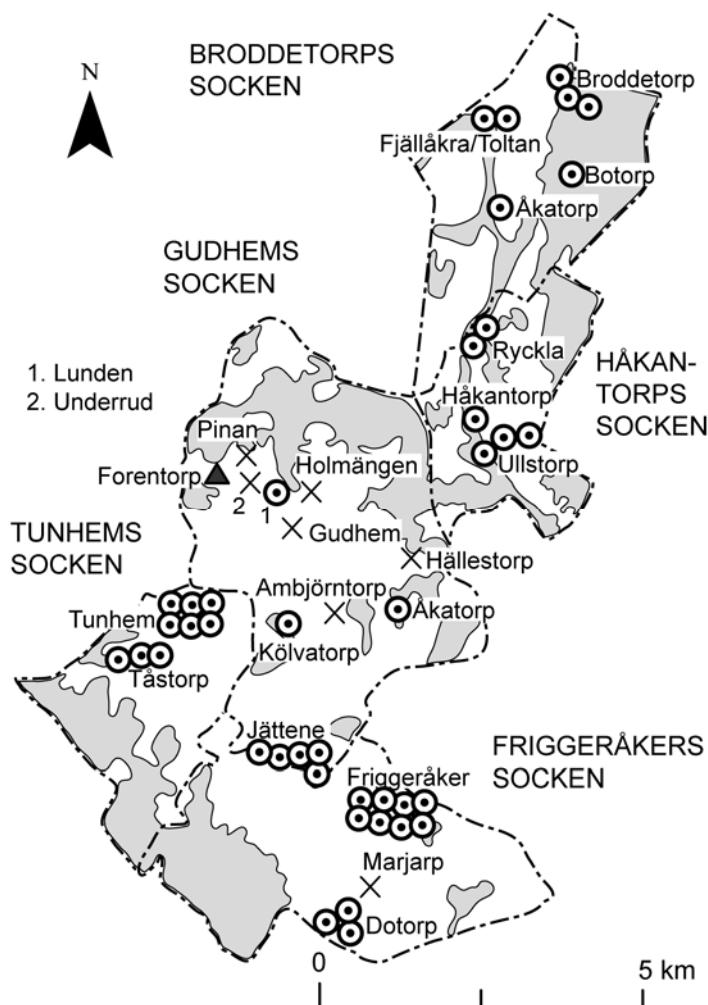 BRODDETORPS
SOCKEN
N
Broddetorp
Fjällåkra/Toltan
Botorp
Åkatorp
GUDHEMS
SOCKEN
Ryckla
HÅKAN-
TORPS
SOCKEN
1. Lunden
2. Underrud
Håkantorp
Pinan
Ullstorp
Forentorp
Holmängen
2
1
Gudhem
TUNHEMS
SOCKEN
Hällestorp
Ambjörntorp
Åkatorp
Tunhem
Kölvatorp
Tåstorp
Jättene
FRIGGERÅKERS
SOCKEN
Friggeråker
Marjarp
Dotorp
0
5 km